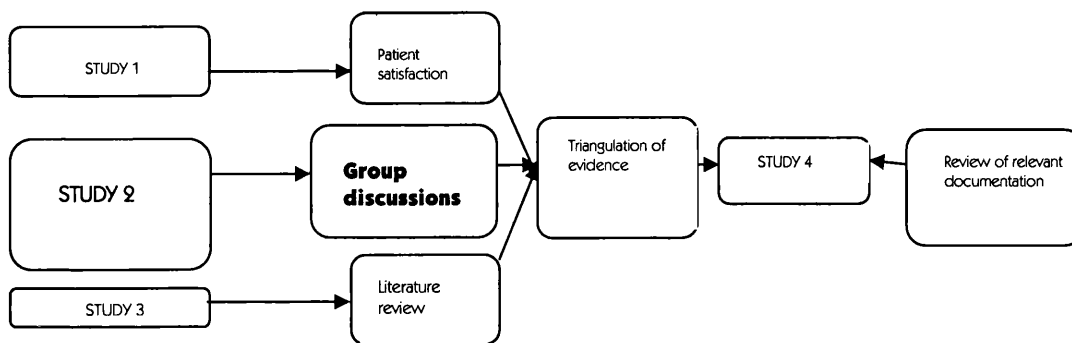 STUDY 1
Patient
satisfaction
STUDY 2
Group
discussions
STUDY 3
Literature
review
Triangulation of
evidence
STUDY 4
Review of relevant
documentation